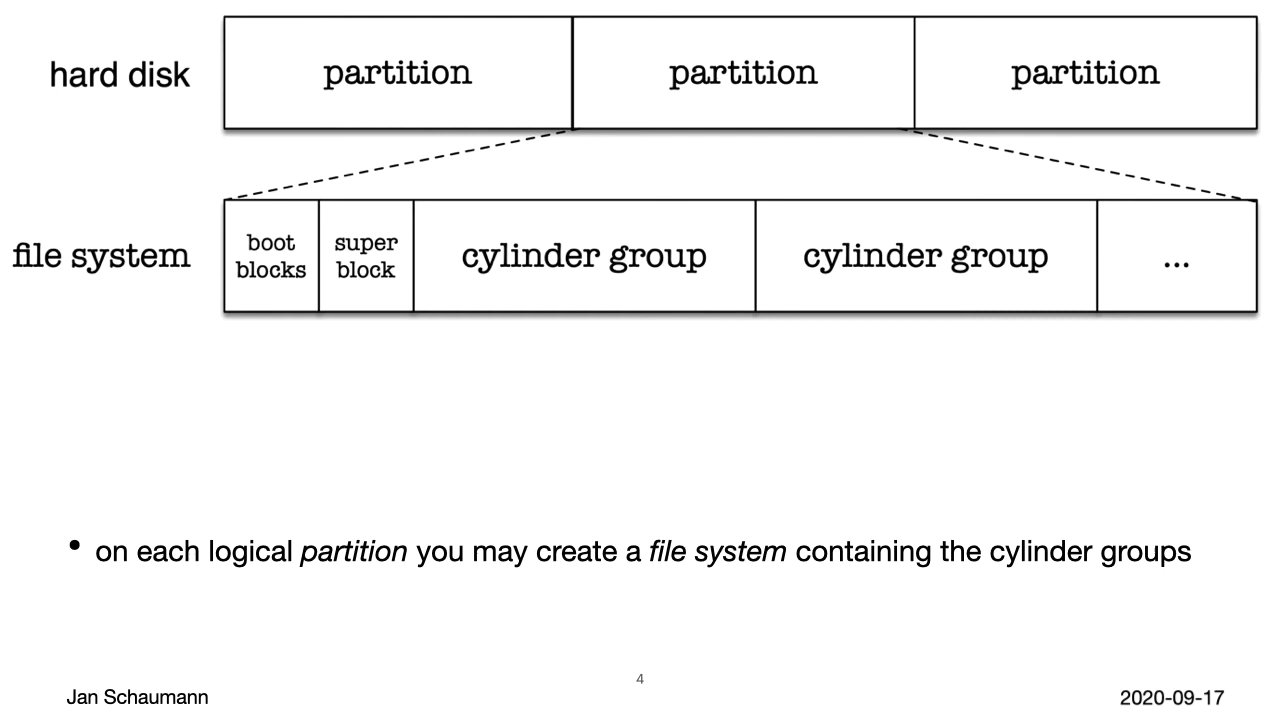 hard disk
partition
partition
partition
file system
boot
blocks
super
block
cylinder group
cylinder group
...
• on each logical partition you may create a file system containing the cylinder groups
4
Jan Schaumann
2020-09-17